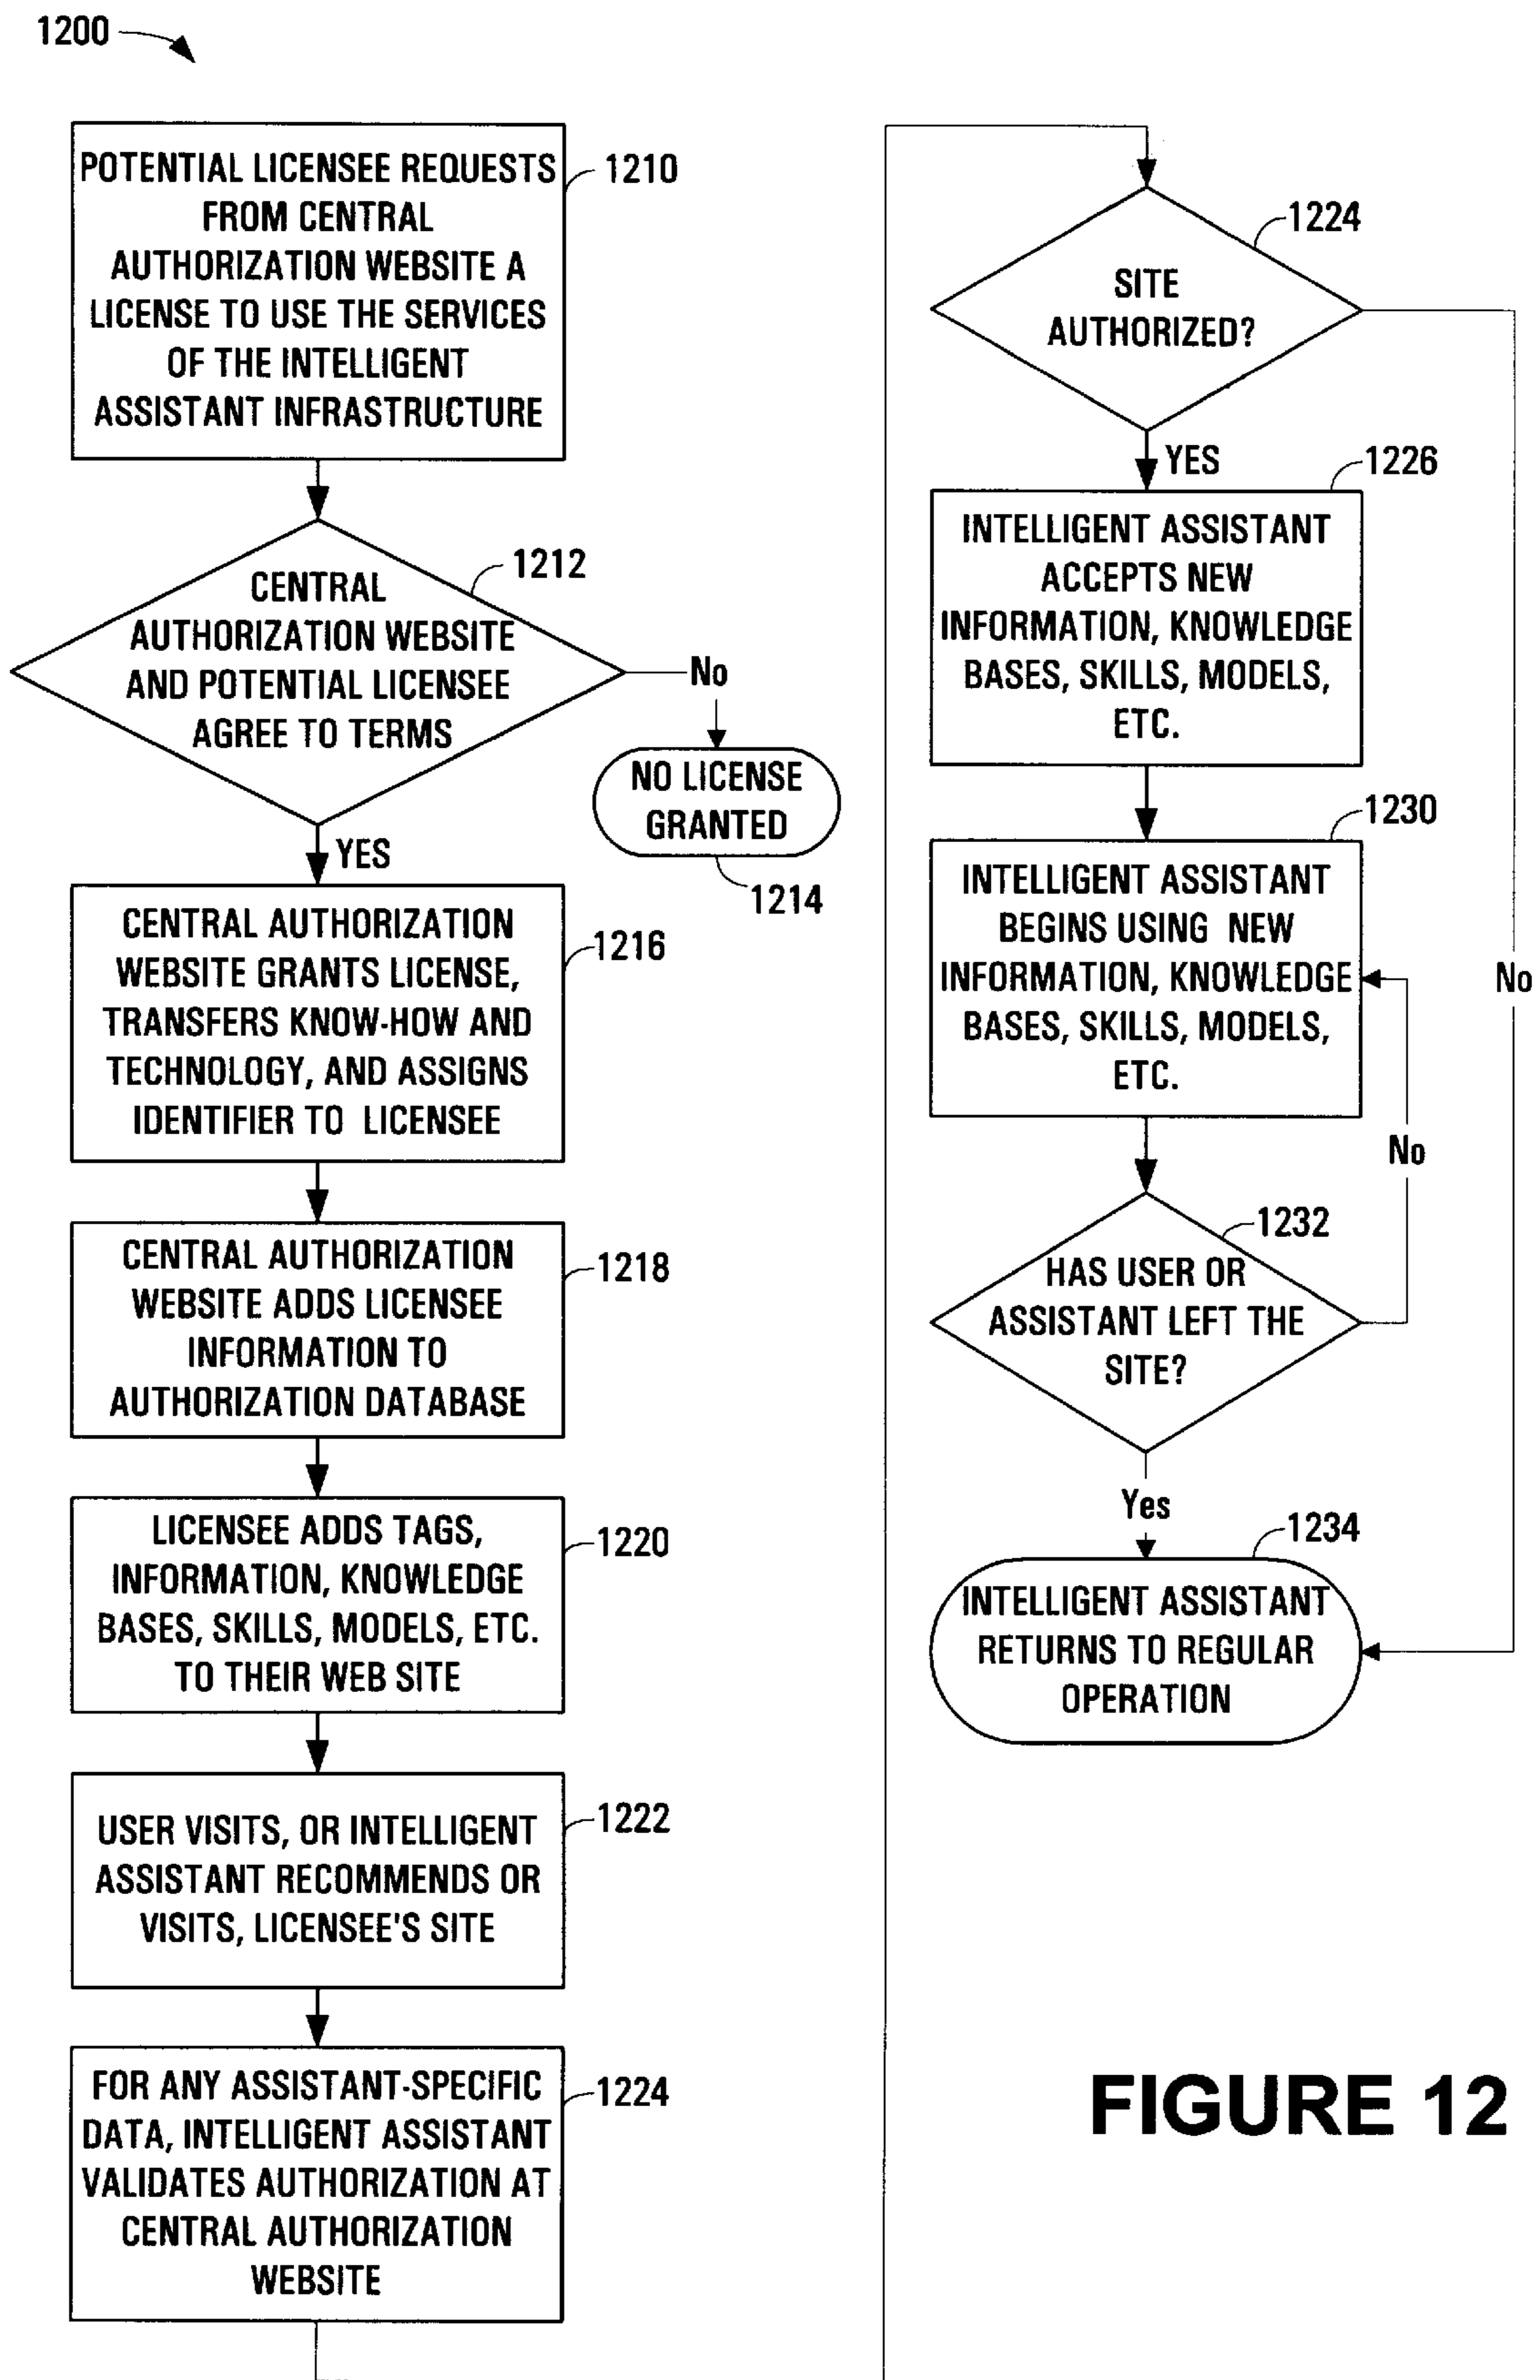 1200
POTENTIAL LICENSEE REQUESTS
FROM CENTRAL
AUTHORIZATION WEBSITE A
LICENSE TO USE THE SERVICES
OF THE INTELLIGENT
ASSISTANT INFRASTRUCTURE
1210
CENTRAL
AUTHORIZATION WEBSITE
AND POTENTIAL LICENSEE
AGREE TO TERMS
1212
No
NO LICENSE
GRANTED
1214
YES
CENTRAL AUTHORIZATION
WEBSITE GRANTS LICENSE,
TRANSFERS KNOW-HOW AND
TECHNOLOGY, AND ASSIGNS
IDENTIFIER TO LICENSEE
1216
CENTRAL AUTHORIZATION
WEBSITE ADDS LICENSEE
INFORMATION TO
AUTHORIZATION DATABASE
1218
LICENSEE ADDS TAGS,
INFORMATION, KNOWLEDGE
BASES, SKILLS, MODELS, ETC.
TO THEIR WEB SITE
1220
USER VISITS, OR INTELLIGENT
ASSISTANT RECOMMENDS OR
VISITS, LICENSEE'S SITE
1222
FOR ANY ASSISTANT-SPECIFIC
DATA, INTELLIGENT ASSISTANT
VALIDATES AUTHORIZATION AT
CENTRAL AUTHORIZATION
WEBSITE
1224
SITE
AUTHORIZED?
1224
YES
INTELLIGENT ASSISTANT
ACCEPTS NEW
INFORMATION, KNOWLEDGE
BASES, SKILLS, MODELS,
ETC.
1226
INTELLIGENT ASSISTANT
BEGINS USING NEW
INFORMATION, KNOWLEDGE
BASES, SKILLS, MODELS,
ETC.
1230
No
No
HAS USER OR
ASSISTANT LEFT THE
SITE?
1232
Yes
INTELLIGENT ASSISTANT
RETURNS TO REGULAR
OPERATION
1234
FIGURE 12